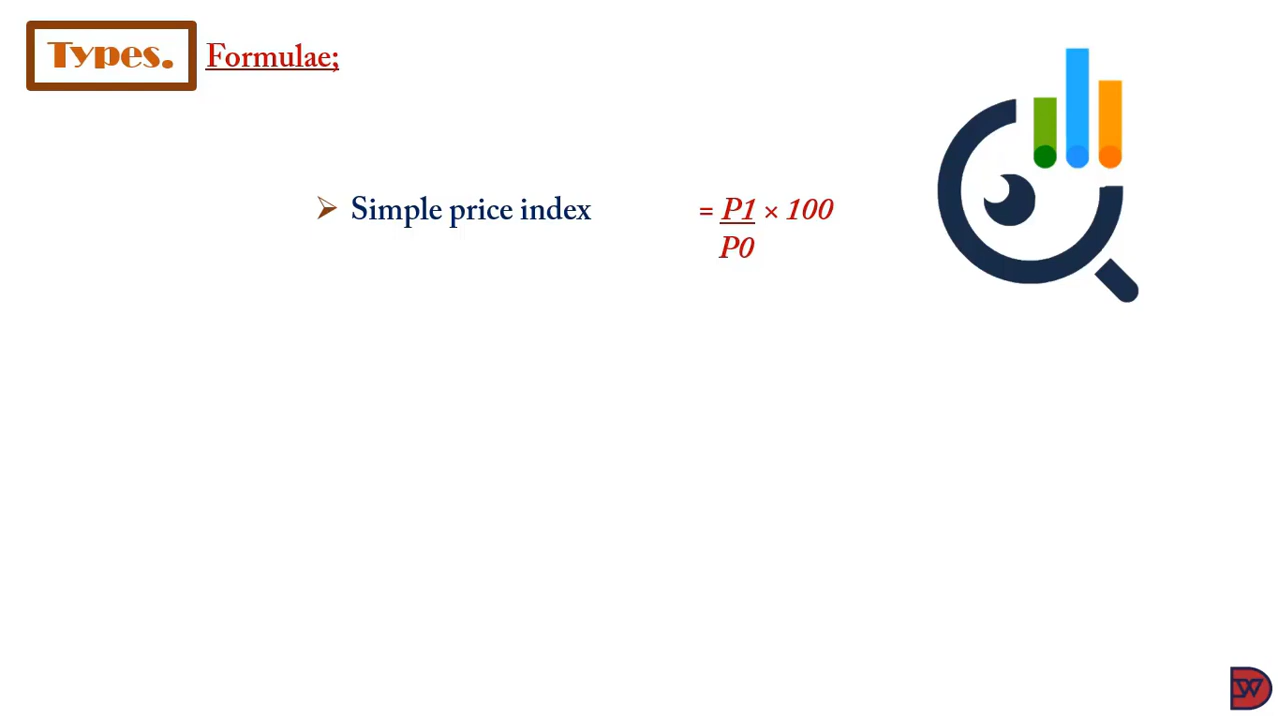 Types. Formulae;
➢ Simple price index = P1 × 100
P0